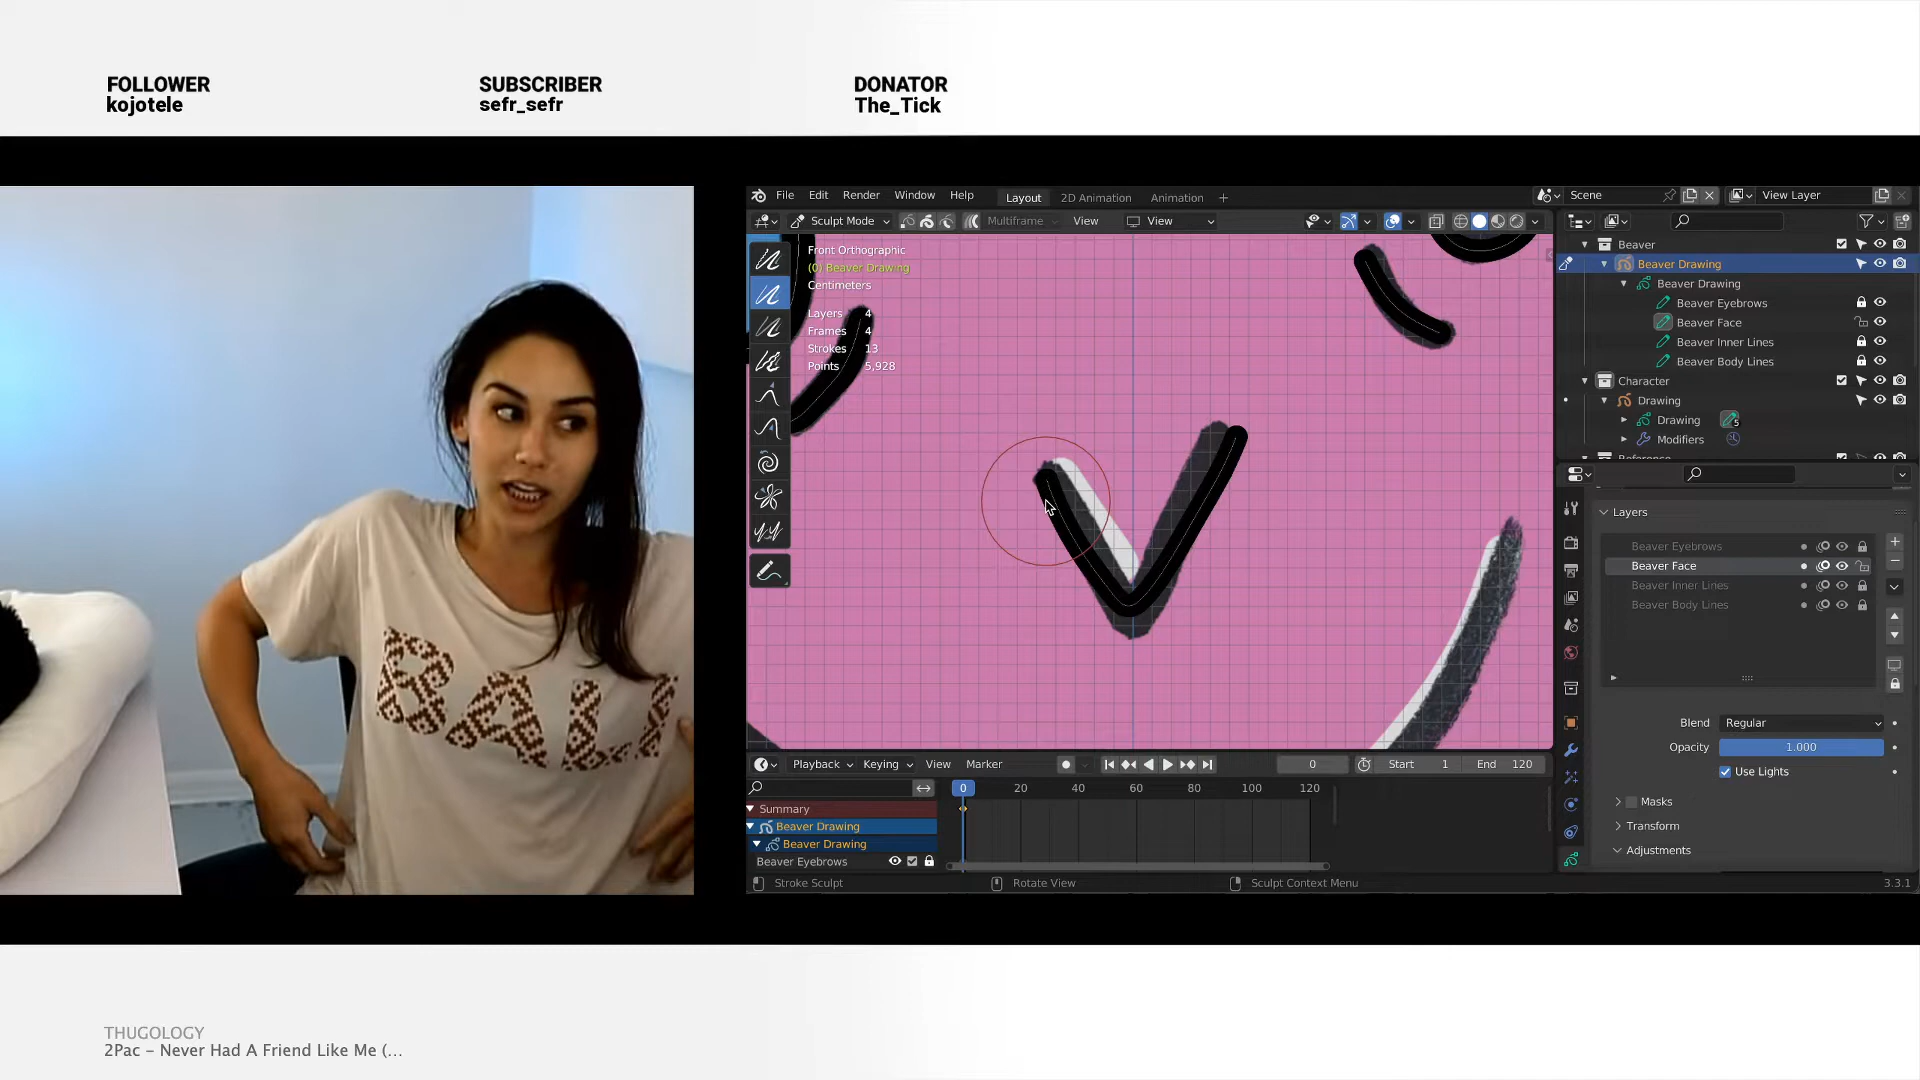 FOLLOWER
kojotele
SUBSCRIBER
sefr_sefr
DONATOR
The_Tick
File Edit Render Window Help Layout 2D Animation Animation + Scene View Layer
Sculpt Mode Multiframe View View
Front Orthographic
(0) Beaver Drawing
Centimeters
Layers 4
Frames 4
Strokes 13
Points 5,928
Beaver
Beaver Drawing
Beaver Drawing
Beaver Eyebrows
Beaver Face
Beaver Inner Lines
Beaver Body Lines
Character
Drawing
Drawing 5
Modifiers
Layers
Beaver Eyebrows
Beaver Face
Beaver Inner Lines
Beaver Body Lines
Blend Regular
Opacity 1.000
Use Lights
Masks
Transform
Adjustments
BALI
Playback Keying View Marker 0 Start 1 End 120
0 20 40 60 80 100 120
Summary
Beaver Drawing
Beaver Drawing
Beaver Eyebrows
Stroke Sculpt Rotate View Sculpt Context Menu 3.3.1
THUGOLOGY
2Pac - Never Had A Friend Like Me (...